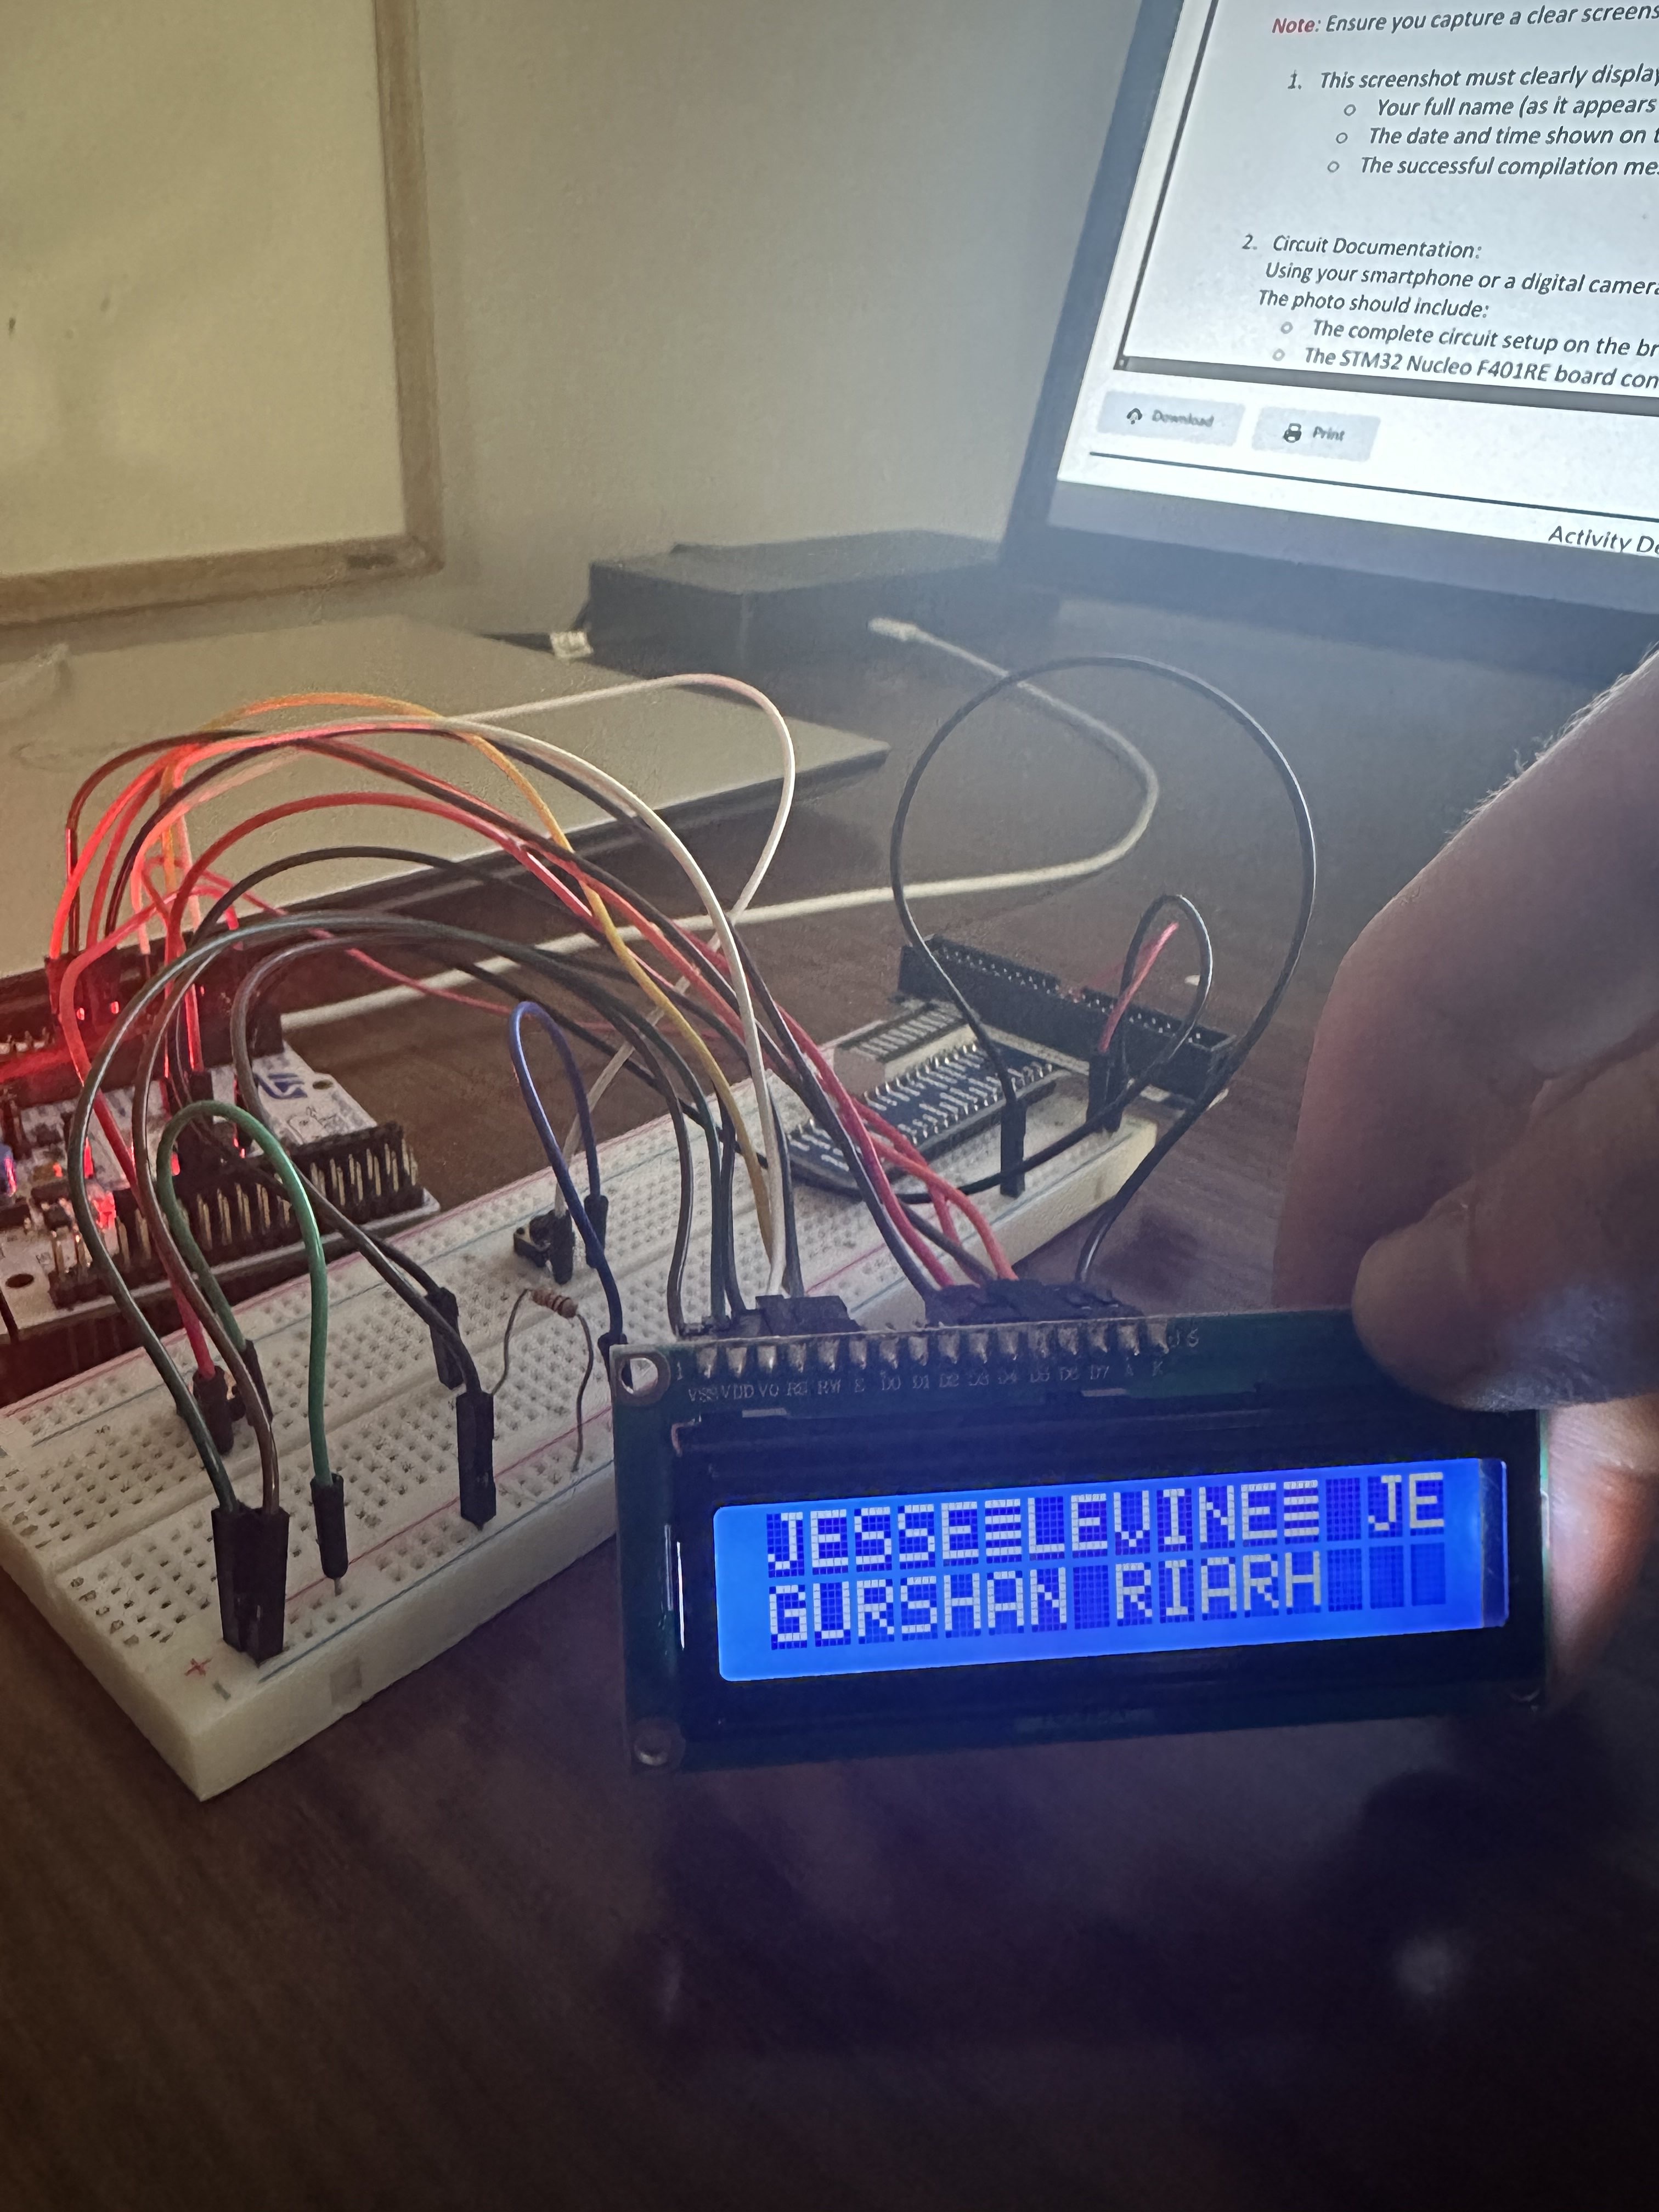 Note: Ensure you capture a clear screens
1. This screenshot must clearly display
Your full name (as it appears
The date and time shown on t
The successful compilation me
2. Circuit Documentation:
Using your smartphone or a digital camera
The photo should include:
The complete circuit setup on the br
The STM32 Nucleo F401RE board con
Download
Print
Activity De
1
VSS VDD VO RS RW E D0 D1 D2 D3 D4 D5 D6 D7 A K
JESSE≡LEVINE≡ JE
GURSHAN RIARH